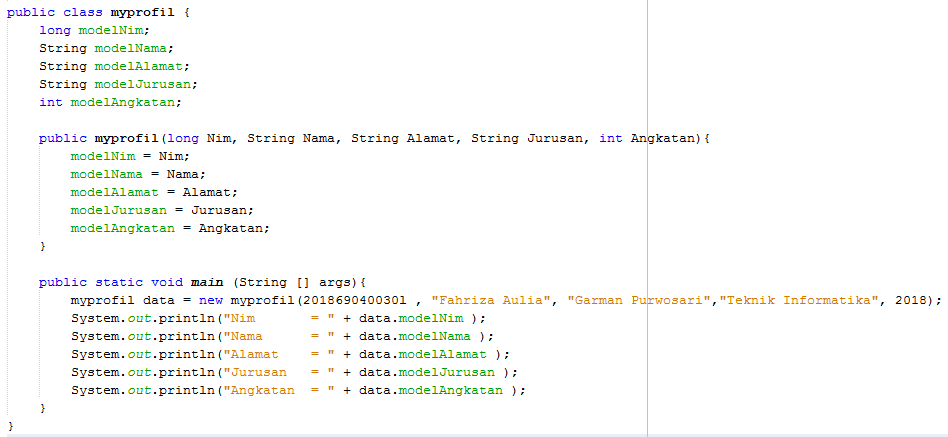 public class myprofil {
    long modelNim;
    String modelNama;
    String modelAlamat;
    String modelJurusan;
    int modelAngkatan;

    public myprofil(long Nim, String Nama, String Alamat, String Jurusan, int Angkatan){
        modelNim = Nim;
        modelNama = Nama;
        modelAlamat = Alamat;
        modelJurusan = Jurusan;
        modelAngkatan = Angkatan;
    }

    public static void main (String [] args){
        myprofil data = new myprofil(201869040030l , "Fahriza Aulia", "Garman Purwosari","Teknik Informatika", 2018);
        System.out.println("Nim       = " + data.modelNim );
        System.out.println("Nama      = " + data.modelNama );
        System.out.println("Alamat    = " + data.modelAlamat );
        System.out.println("Jurusan   = " + data.modelJurusan );
        System.out.println("Angkatan  = " + data.modelAngkatan );
    }
}